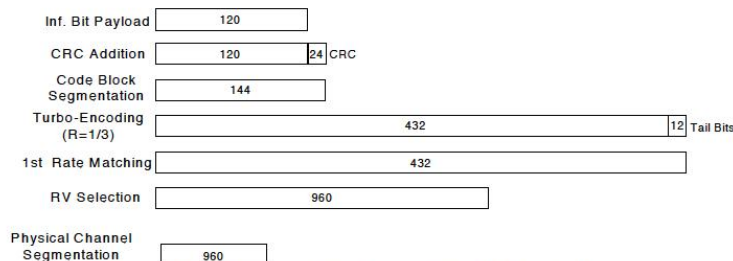 Inf. Bit Payload 120
CRC Addition 120 24 CRC
Code Block
Segmentation 144
Turbo-Encoding
(R=1/3) 432 12 Tail Bits
1st Rate Matching 432
RV Selection 960
Physical Channel
Segmentation 960